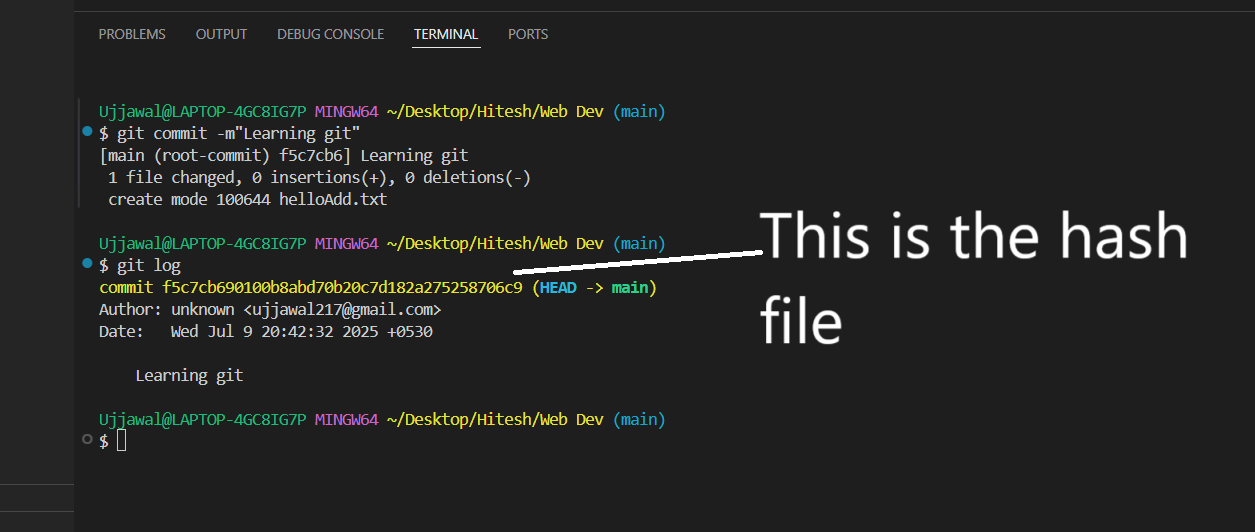 PROBLEMS OUTPUT DEBUG CONSOLE TERMINAL PORTS
Ujjawal@LAPTOP-4GC8IG7P MINGW64 ~/Desktop/Hitesh/Web Dev (main)
$ git commit -m"Learning git"
[main (root-commit) f5c7cb6] Learning git
1 file changed, 0 insertions(+), 0 deletions(-)
create mode 100644 helloAdd.txt
Ujjawal@LAPTOP-4GC8IG7P MINGW64 ~/Desktop/Hitesh/Web Dev (main)
$ git log
commit f5c7cb690100b8abd70b20c7d182a275258706c9 (HEAD -> main)
Author: unknown <ujjawal217@gmail.com>
Date: Wed Jul 9 20:42:32 2025 +0530
Learning git
Ujjawal@LAPTOP-4GC8IG7P MINGW64 ~/Desktop/Hitesh/Web Dev (main)
$
This is the hash
file